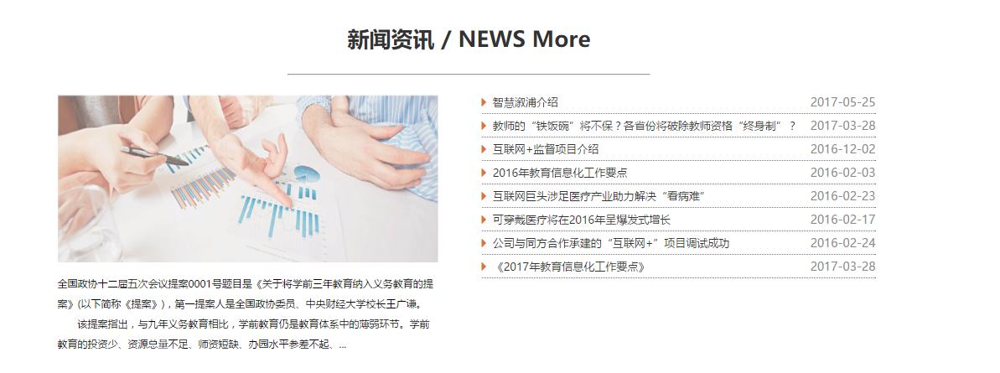 新闻资讯 / NEWS More
智慧溆浦介绍 2017-05-25
教师的“铁饭碗”将不保？各省份将破除教师资格“终身制”？ 2017-03-28
互联网+监督项目介绍 2016-12-02
2016年教育信息化工作要点 2016-02-03
互联网巨头涉足医疗产业助力解决“看病难” 2016-02-23
可穿戴医疗将在2016年呈爆发式增长 2016-02-17
公司与同方合作承建的“互联网+”项目调试成功 2016-02-24
《2017年教育信息化工作要点》 2017-03-28
全国政协十二届五次会议提案0001号题目是《关于将学前三年教育纳入义务教育的提
案》(以下简称《提案》)，第一提案人是全国政协委员、中央财经大学校长王广谦。
该提案指出，与九年义务教育相比，学前教育仍是教育体系中的薄弱环节。学前
教育的投资少、资源总量不足、师资短缺、办园水平参差不起、...